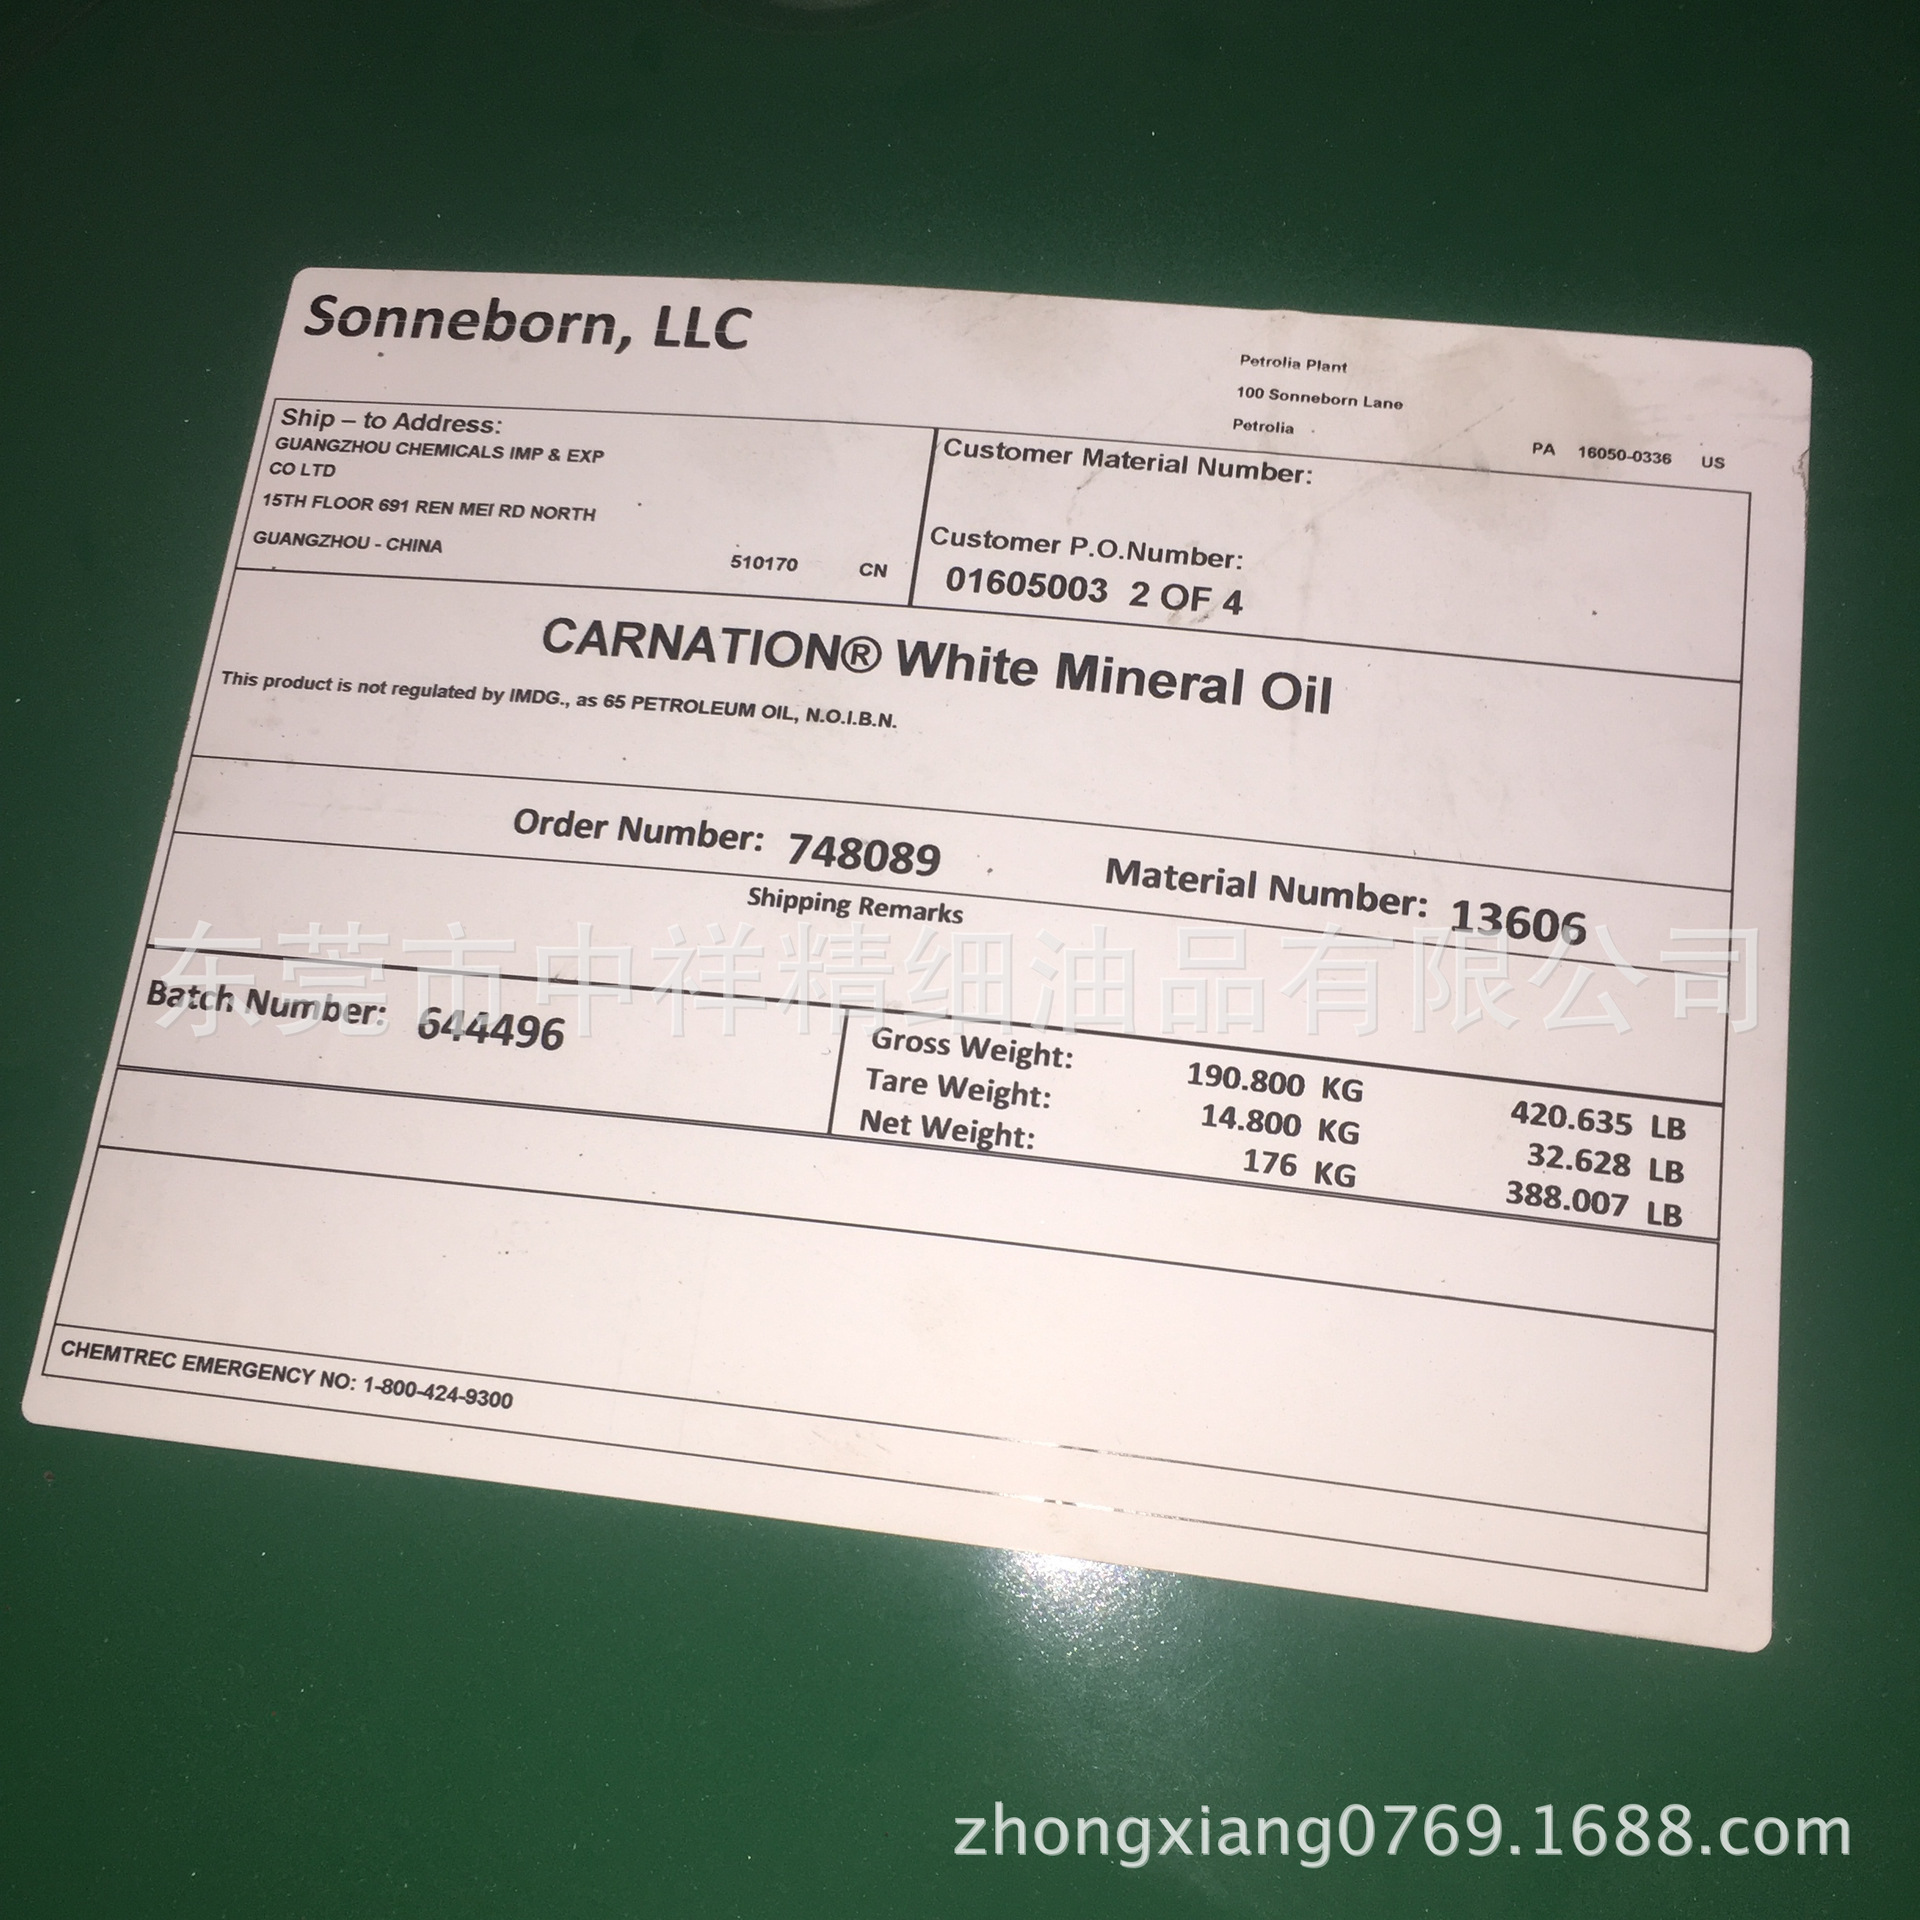 Sonneborn, LLC
Petrolia Plant
100 Sonneborn Lane
Petrolia
PA 16050-0336 US
Ship – to Address:
GUANGZHOU CHEMICALS IMP & EXP
CO LTD
15TH FLOOR 691 REN MEI RD NORTH
GUANGZHOU - CHINA 510170 CN
Customer Material Number:
Customer P.O.Number:
01605003 2 OF 4
CARNATION® White Mineral Oil
This product is not regulated by IMDG., as 65 PETROLEUM OIL, N.O.I.B.N.
Order Number: 748089 Material Number: 13606
Shipping Remarks
东莞市中祥精细油品有限公司
Batch Number: 644496
Gross Weight: 190.800 KG 420.635 LB
Tare Weight: 14.800 KG 32.628 LB
Net Weight: 176 KG 388.007 LB
CHEMTREC EMERGENCY NO: 1-800-424-9300
zhongxiang0769.1688.com